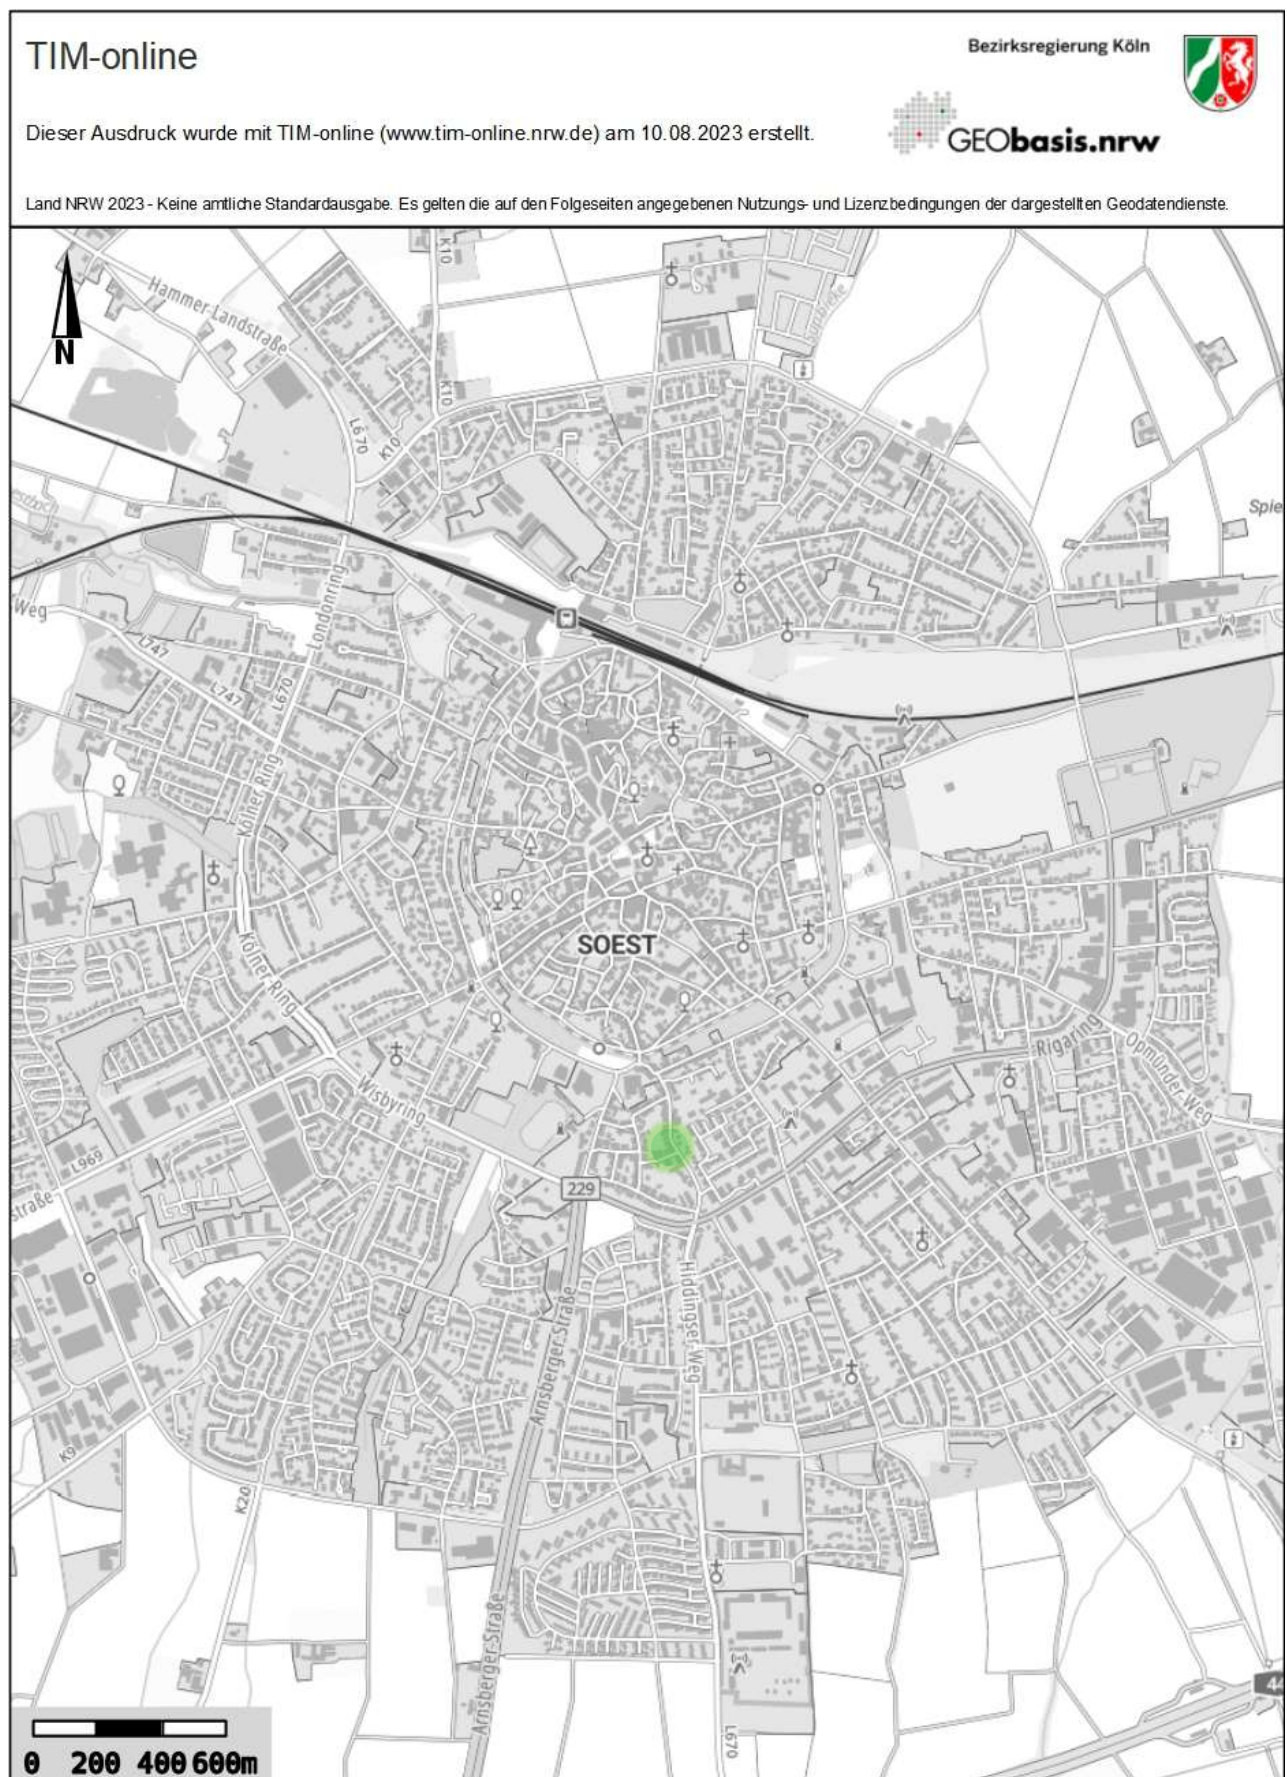 TIM-online
Bezirksregierung Köln
Dieser Ausdruck wurde mit TIM-online (www.tim-online.nrw.de) am 10.08.2023 erstellt.
GEObasis.nrw
Land NRW 2023 - Keine amtliche Standardausgabe. Es gelten die auf den Folgeseiten angegebenen Nutzungs- und Lizenzbedingungen der dargestellten Geodatendienste.
K10
Hammer-Landstraße
N
K10
L670
K10
Spie
Weg
Londonring
L747
L747
L670
Kölner Ring
SOEST
Kölner Ring
Rigaring
Opmünder-Weg
Wisbyring
L969
229
straße
Hiddingser-Weg
Arnsberger-Straße
K9
K20
Arnsberger-Straße
44
L670
0 200 400 600m